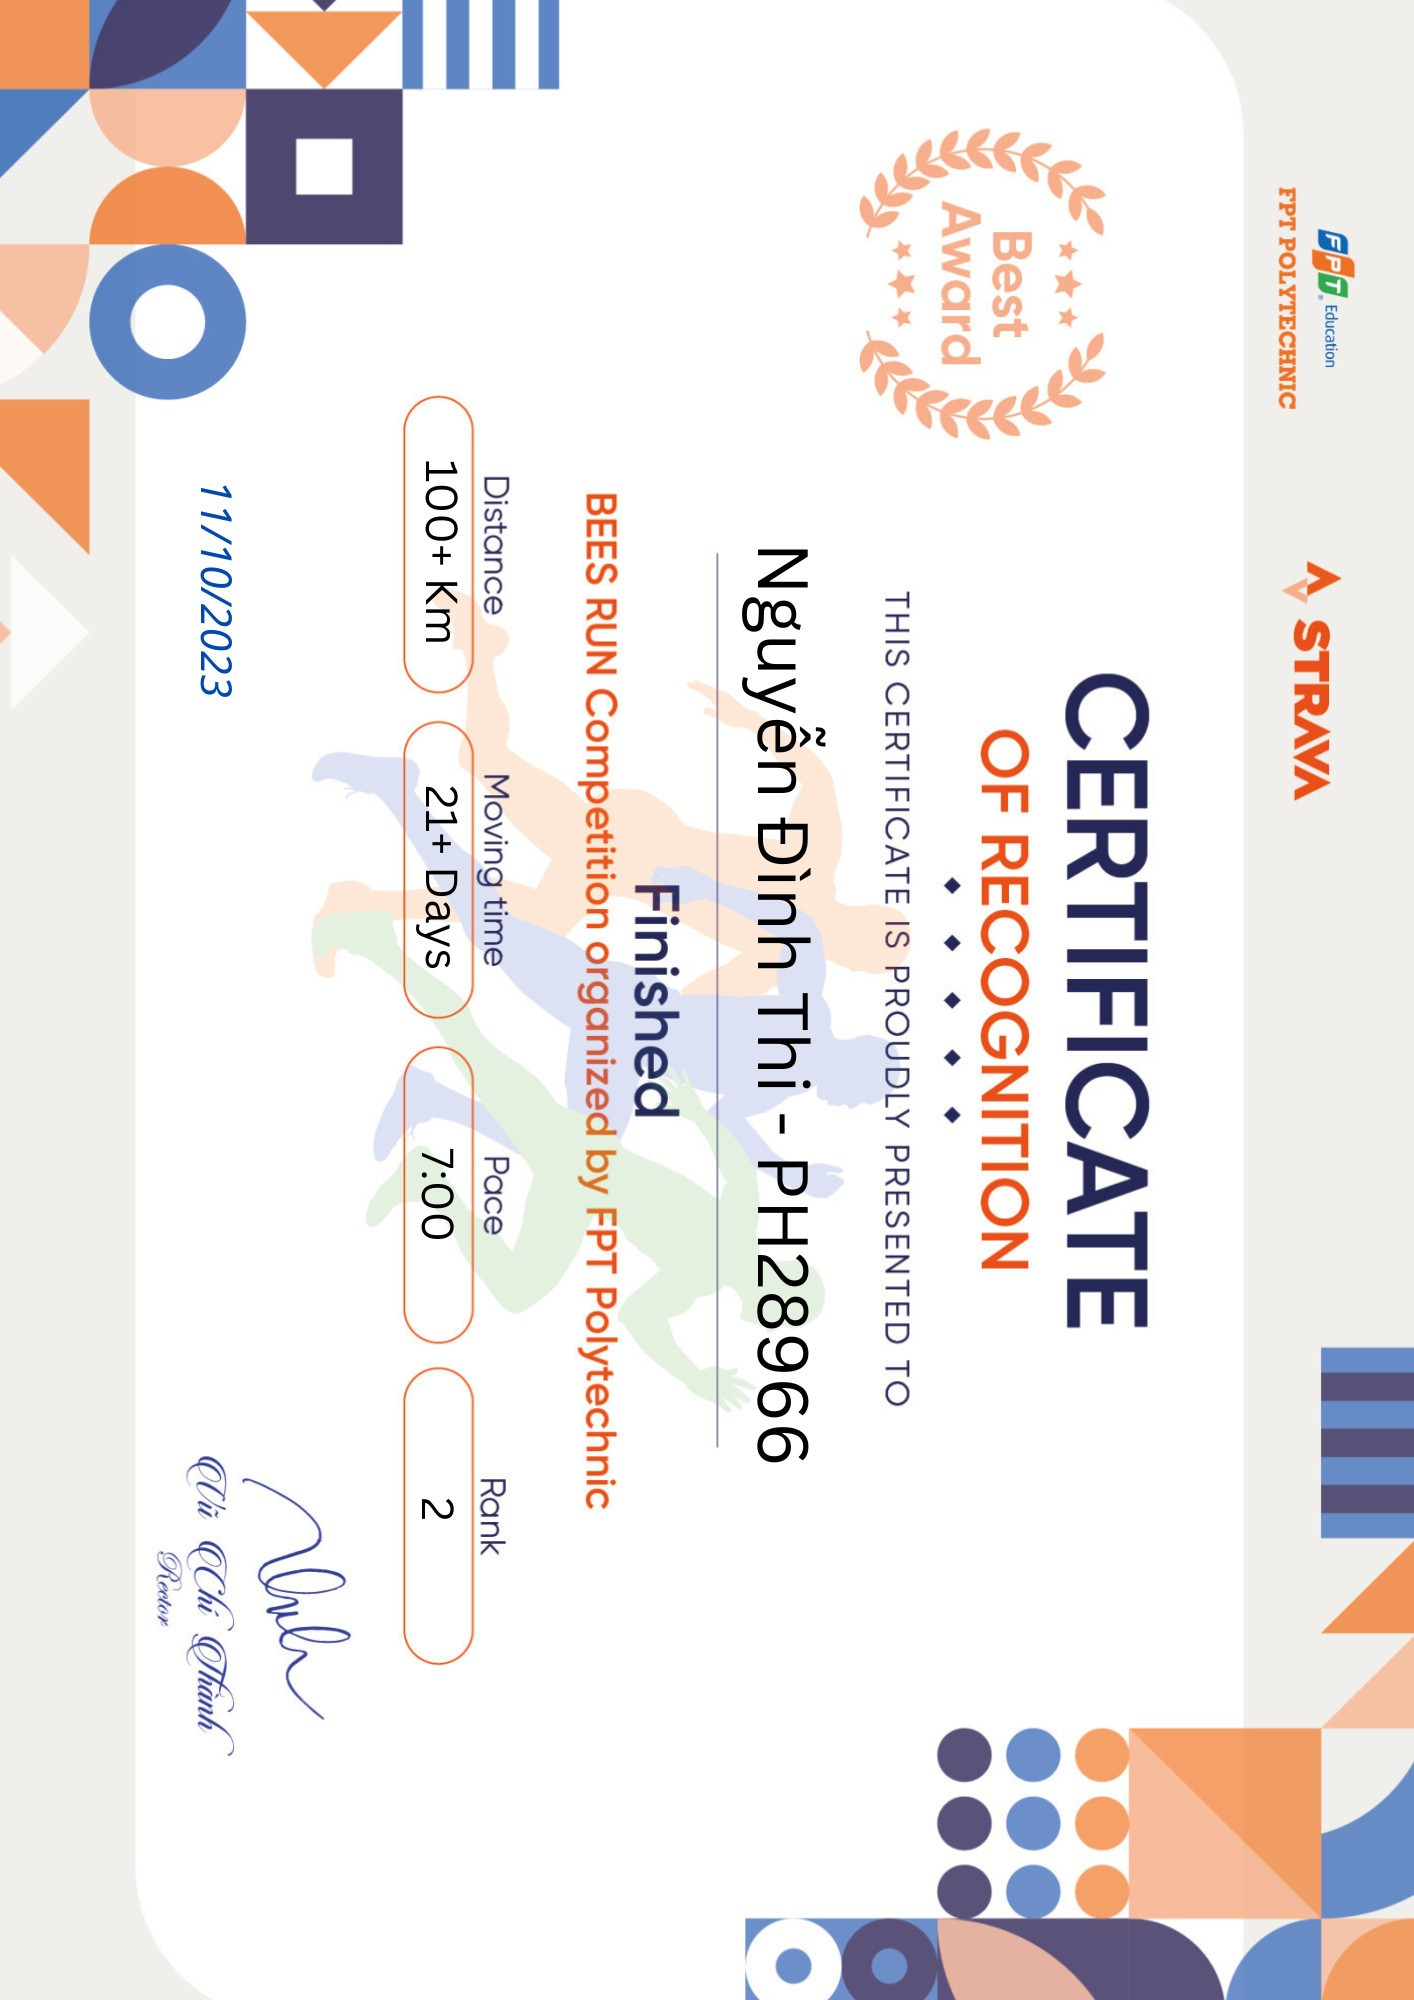 FPT Education
FPT POLYTECHNIC
STRAVA
CERTIFICATE
OF RECOGNITION
Best
Award
THIS CERTIFICATE IS PROUDLY PRESENTED TO
Nguyễn Đình Thi - PH28966
Finished
BEES RUN Competition organized by FPT Polytechnic
Distance Moving time Pace Rank
100+ Km 21+ Days 7:00 2
11/10/2023
Vũ Chí Thành
Rector